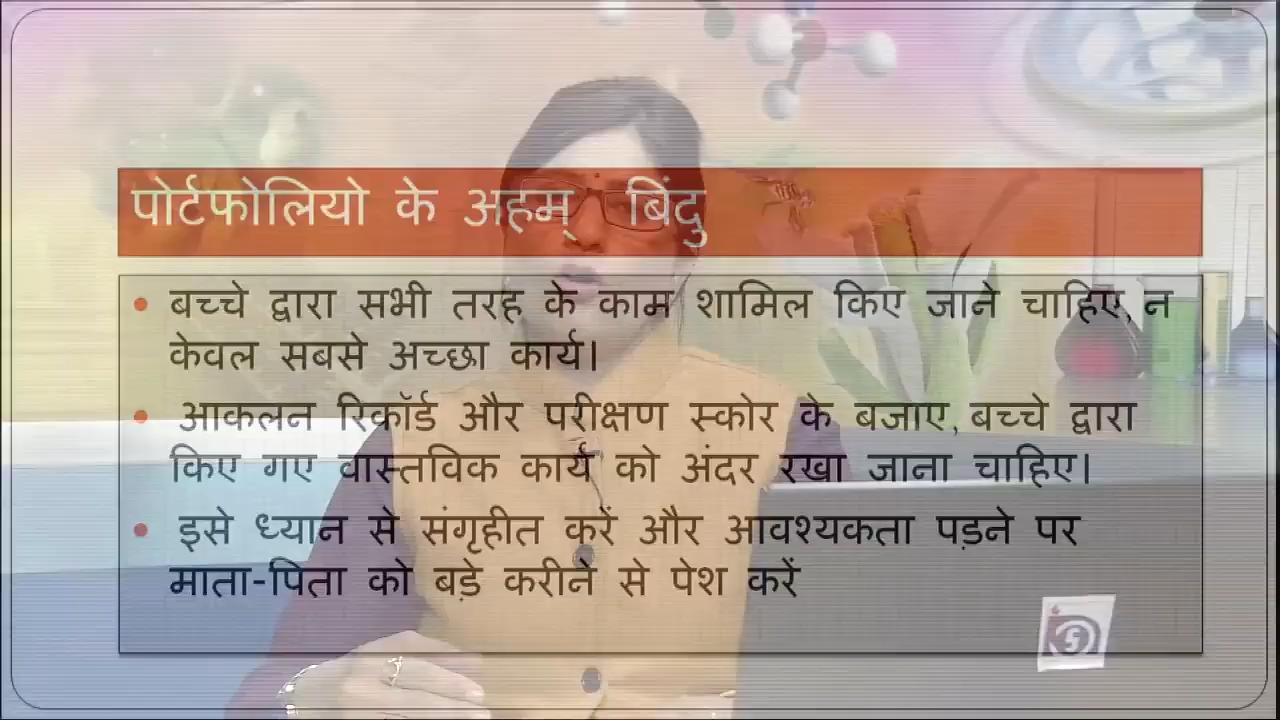 पोर्टफोलियो के अहम् बिंदु
बच्चे द्वारा सभी तरह के काम शामिल किए जाने चाहिए, न
केवल सबसे अच्छा कार्य।
आकलन रिकॉर्ड और परीक्षण स्कोर के बजाए, बच्चे द्वारा
किए गए वास्तविक कार्य को अंदर रखा जाना चाहिए।
इसे ध्यान से संगृहीत करें और आवश्यकता पड़ने पर
माता-पिता को बड़े करीने से पेश करें